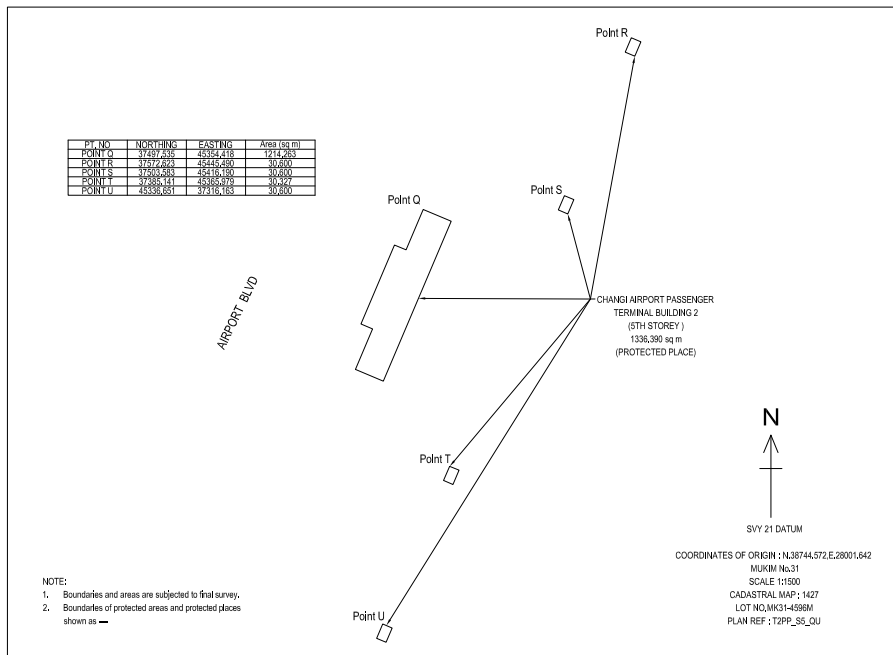 Point R
PT. NO NORTHING EASTING Area (sq m)
POINT Q 37497.535 45354.418 1214.263
POINT R 37572.623 45445.490 30.600
POINT S 37503.583 45416.190 30.600
POINT T 37385.141 45365.979 30.327
POINT U 45336.651 37316.163 30.600
Point S
Point Q
AIRPORT BLVD
CHANGI AIRPORT PASSENGER
TERMINAL BUILDING 2
(5TH STOREY )
1336.390 sq m
(PROTECTED PLACE)
Point T
N
SVY 21 DATUM
COORDINATES OF ORIGIN : N.38744.572,E.28001.642
MUKIM No.31
SCALE 1:1500
CADASTRAL MAP : 1427
LOT NO.MK31-4596M
PLAN REF : T2PP_S5_QU
NOTE:
1. Boundaries and areas are subjected to final survey.
2. Boundaries of protected areas and protected places
shown as —
Point U